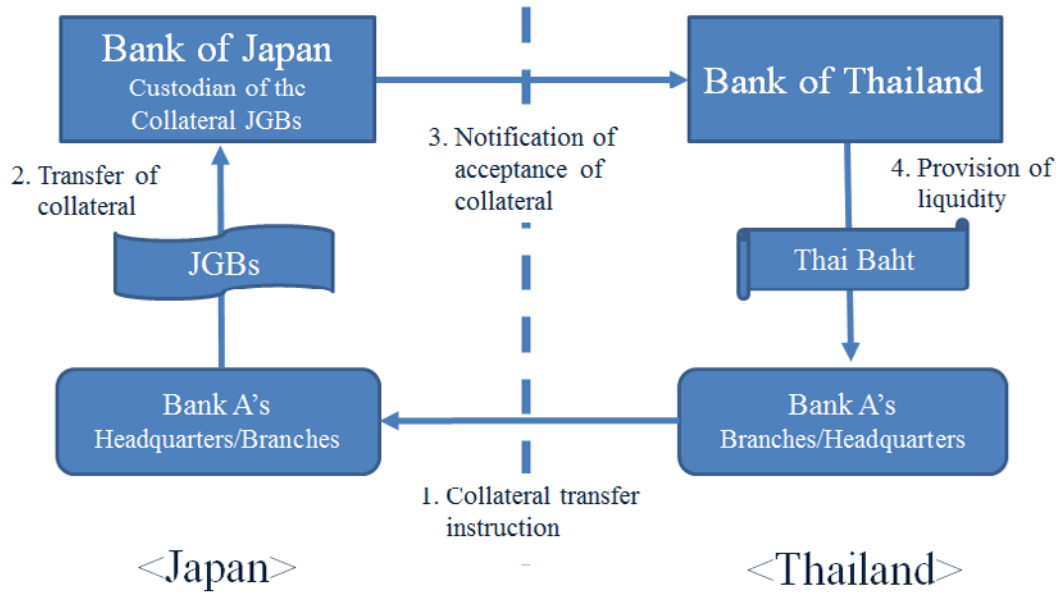 Bank of Japan
Custodian of the
Collateral JGBs
Bank of Thailand
2. Transfer of
collateral
3. Notification of
acceptance of
collateral
4. Provision of
liquidity
JGBs
Thai Baht
Bank A’s
Headquarters/Branches
Bank A’s
Branches/Headquarters
1. Collateral transfer
instruction
<Japan>
<Thailand>